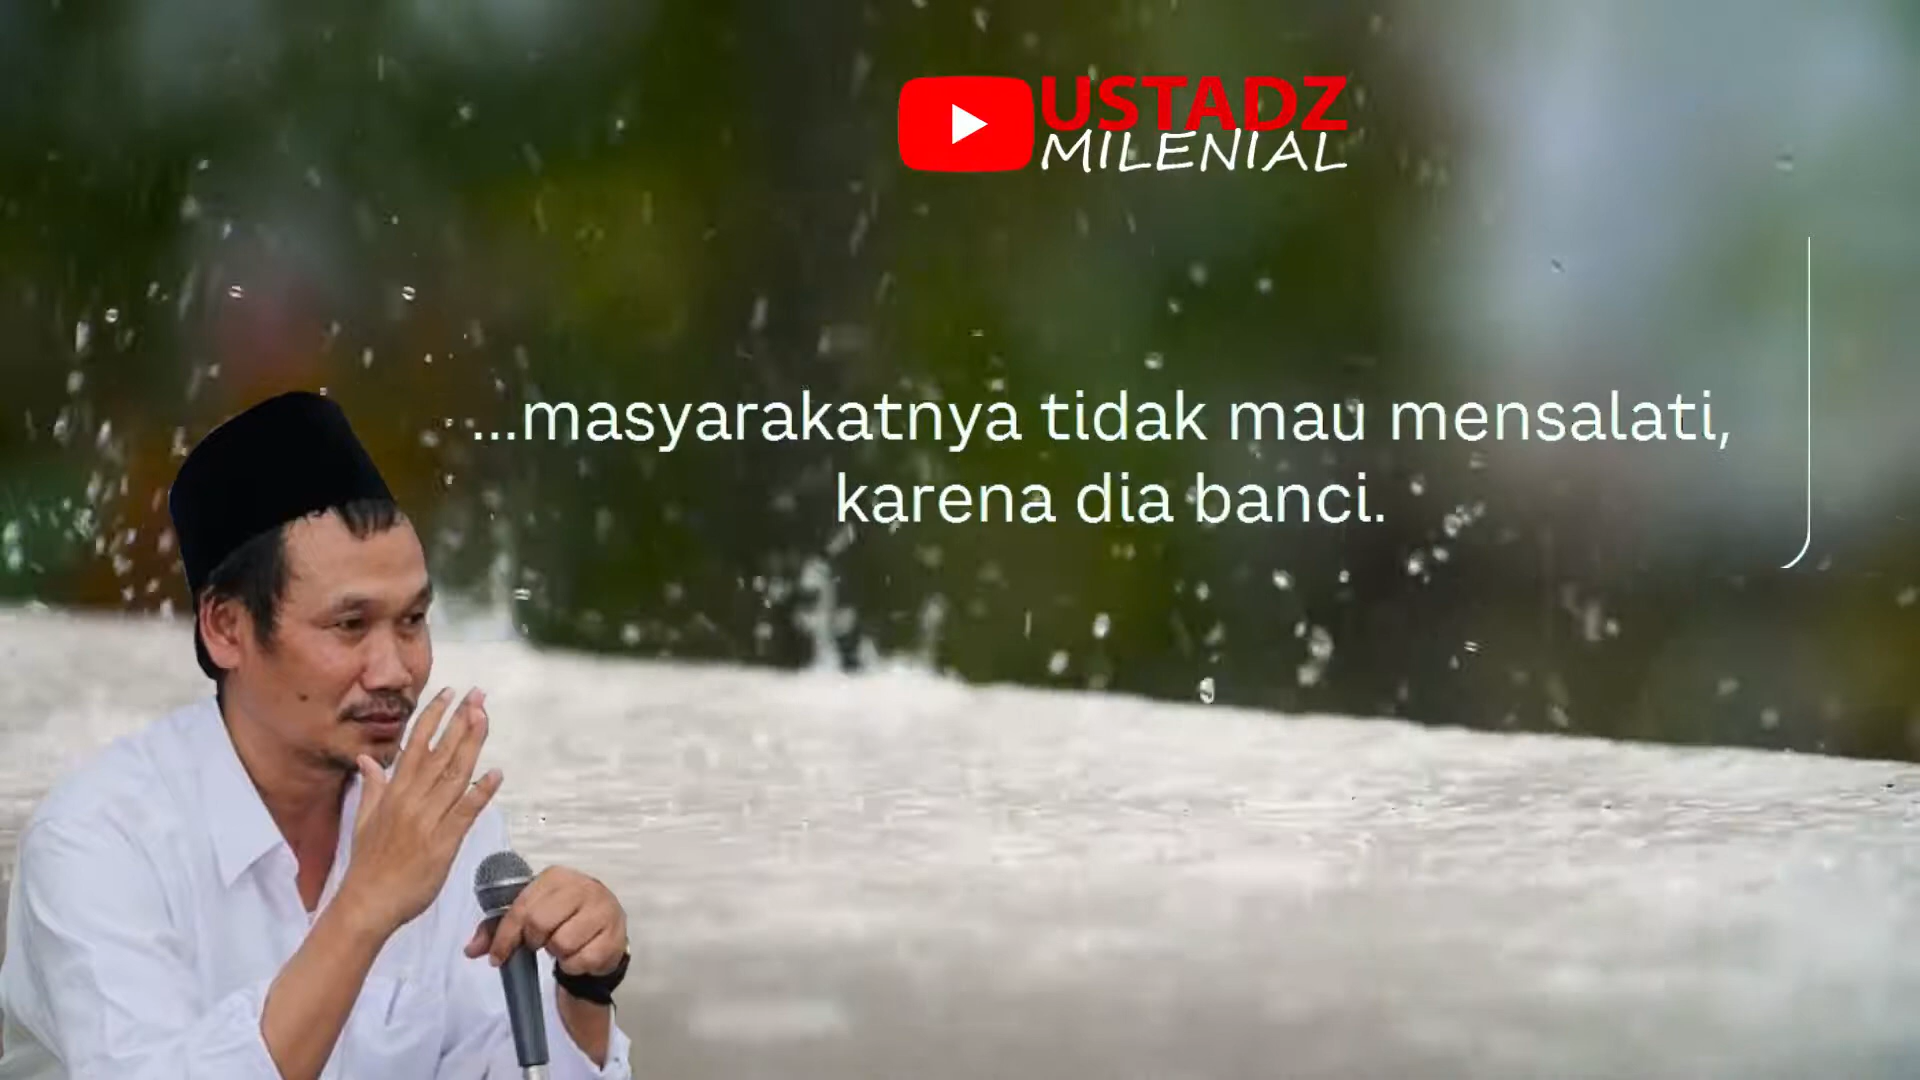 USTADZ
MILENIAL
...masyarakatnya tidak mau mensalati,
karena dia banci.